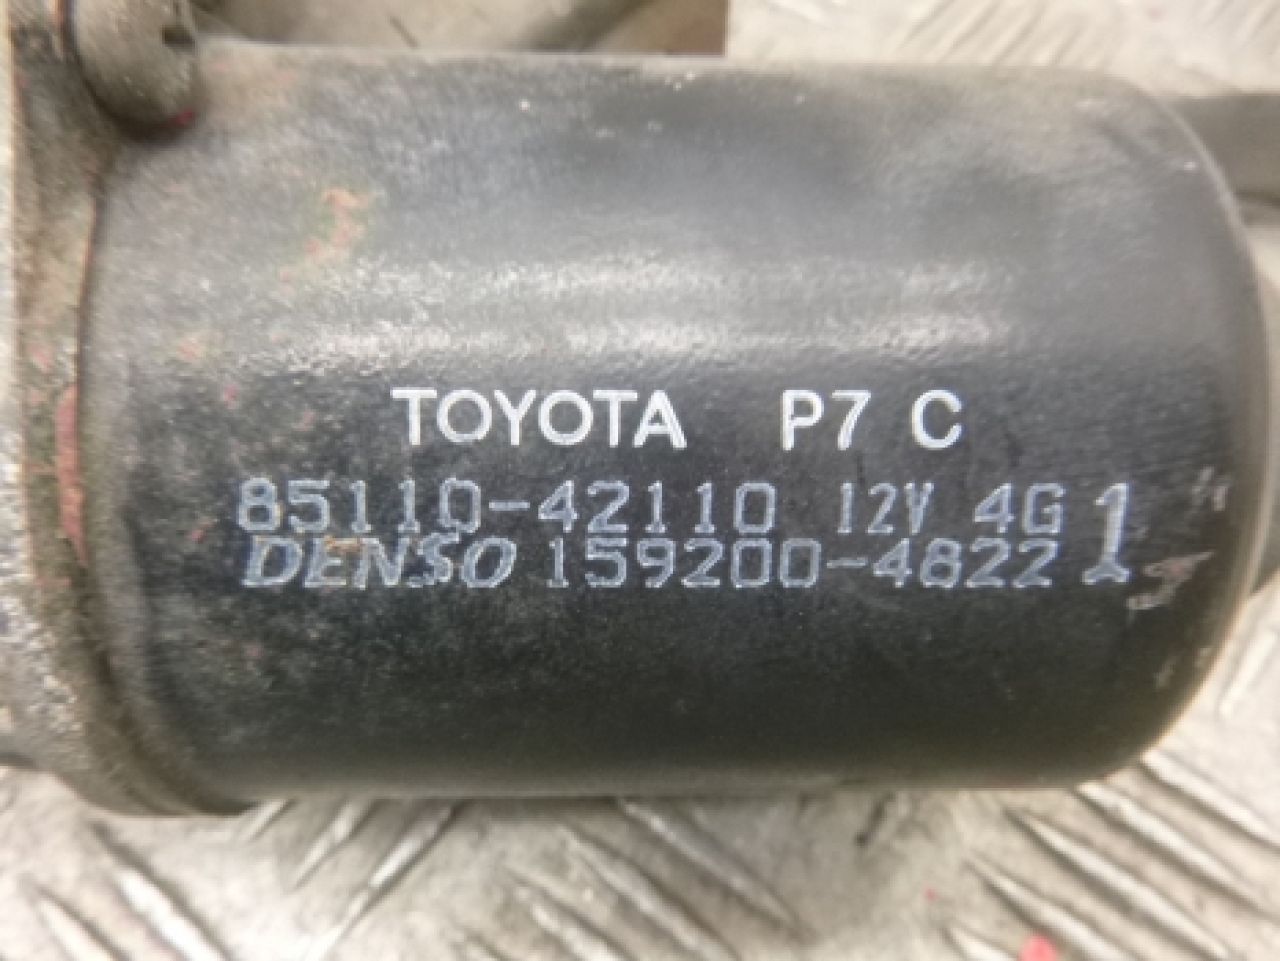 TOYOTA P7 C
85110-42110 12V 4G 1
DENSO 159200-4822